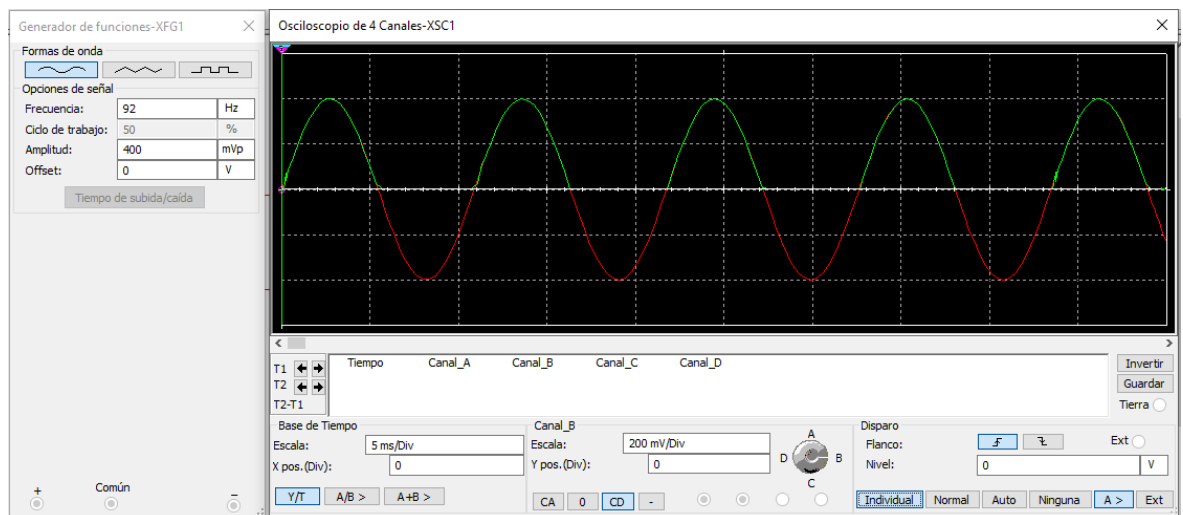 Generador de funciones-XFG1
Formas de onda
Opciones de señal
Frecuencia: 92 Hz
Ciclo de trabajo: 50 %
Amplitud: 400 mVp
Offset: 0 V
Tiempo de subida/caída
+ Común –
Osciloscopio de 4 Canales-XSC1
Tiempo Canal_A Canal_B Canal_C Canal_D
T1
T2
T2-T1
Invertir
Guardar
Tierra
Base de Tiempo
Escala: 5 ms/Div
X pos.(Div): 0
Y/T A/B > A+B >
Canal_B
Escala: 200 mV/Div
Y pos.(Div): 0
CA 0 CD -
A
D B
C
Disparo
Flanco: Ext
Nivel: 0 V
Individual Normal Auto Ninguna A > Ext